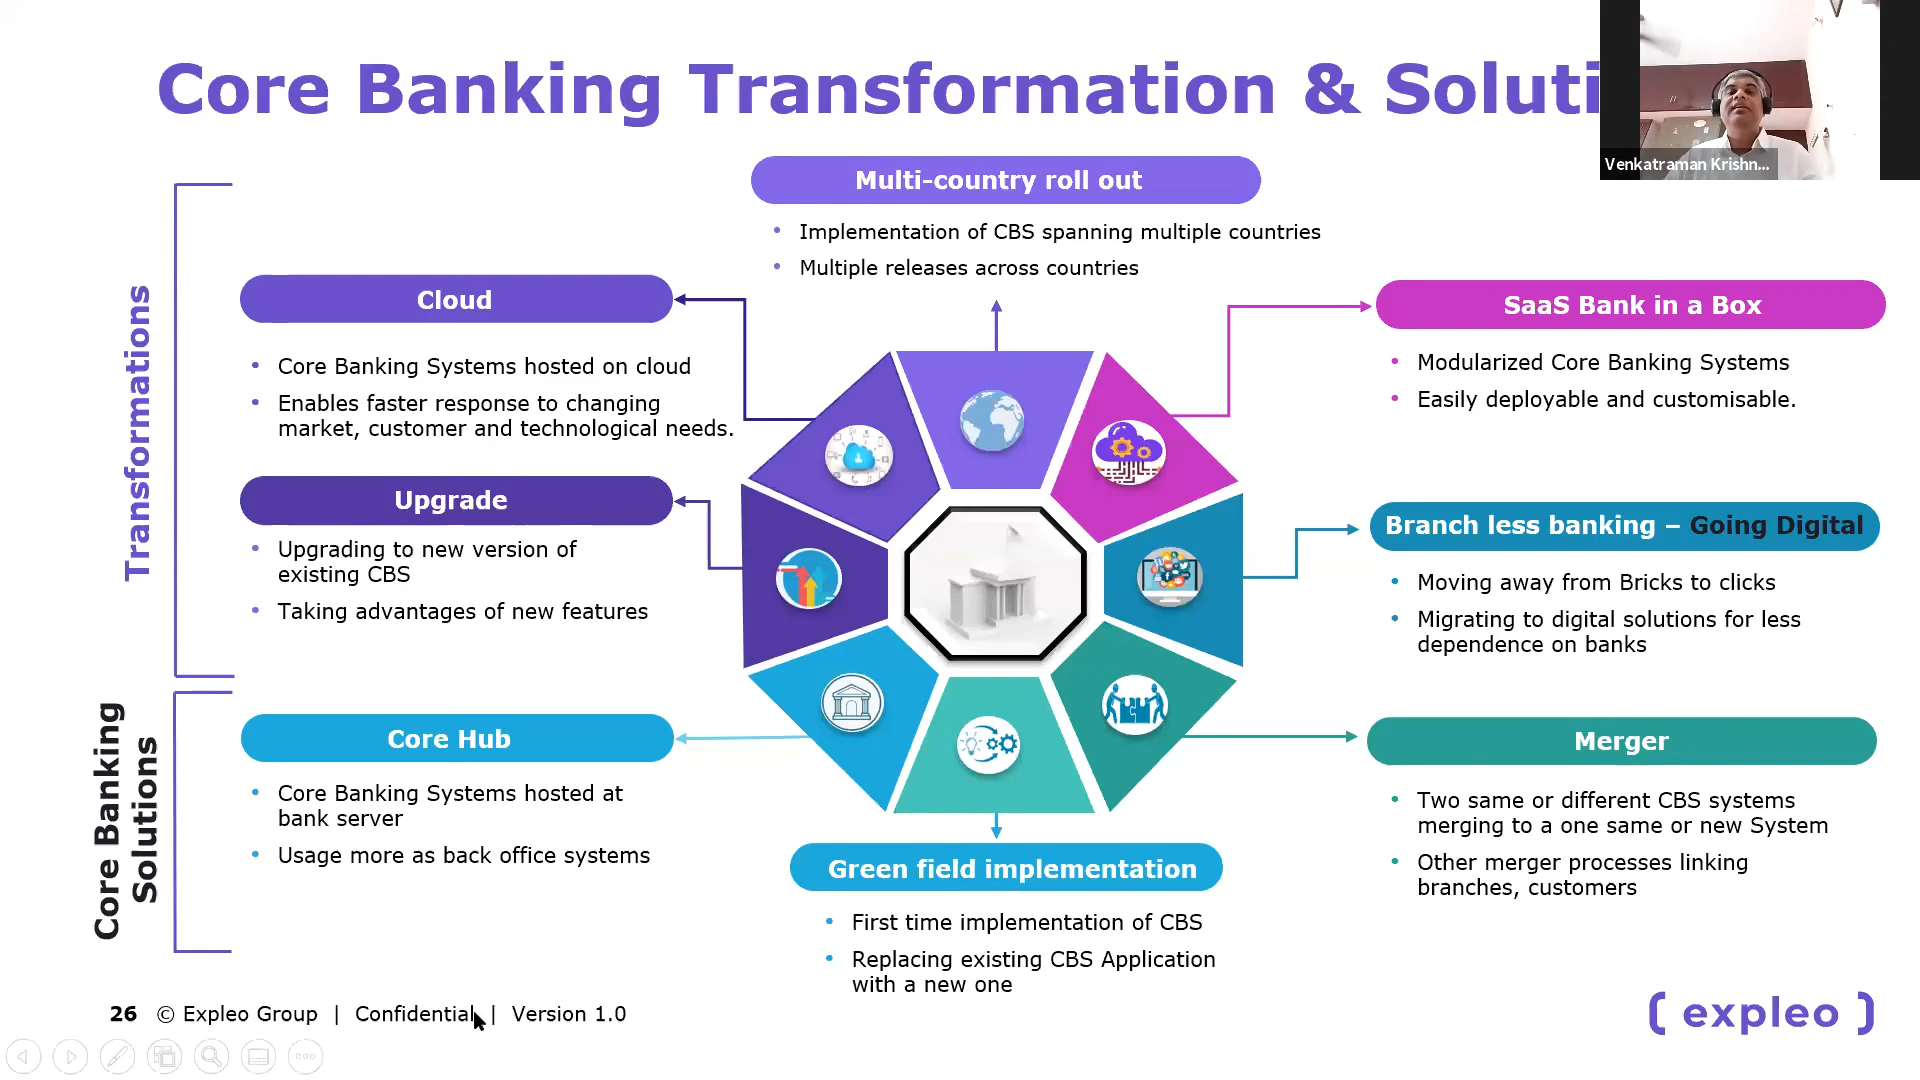 Core Banking Transformation & Soluti
Venkatraman Krishn...
Transformations
Multi-country roll out
• Implementation of CBS spanning multiple countries
• Multiple releases across countries
Cloud
• Core Banking Systems hosted on cloud
• Enables faster response to changing
market, customer and technological needs.
Upgrade
• Upgrading to new version of
existing CBS
• Taking advantages of new features
SaaS Bank in a Box
• Modularized Core Banking Systems
• Easily deployable and customisable.
Branch less banking – Going Digital
• Moving away from Bricks to clicks
• Migrating to digital solutions for less
dependence on banks
Core Banking
Solutions
Core Hub
• Core Banking Systems hosted at
bank server
• Usage more as back office systems
Green field implementation
• First time implementation of CBS
• Replacing existing CBS Application
with a new one
Merger
• Two same or different CBS systems
merging to a one same or new System
• Other merger processes linking
branches, customers
26 © Expleo Group | Confidential | Version 1.0
{ expleo }